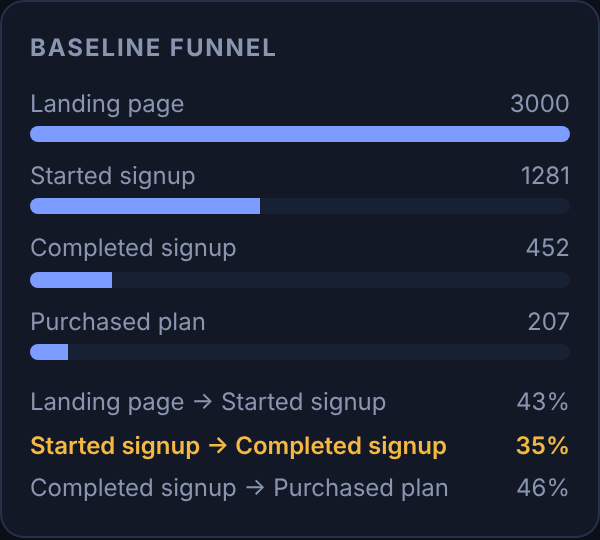 BASELINE FUNNEL
Landing page 3000
Started signup 1281
Completed signup 452
Purchased plan 207
Landing page → Started signup 43%
Started signup → Completed signup 35%
Completed signup → Purchased plan 46%